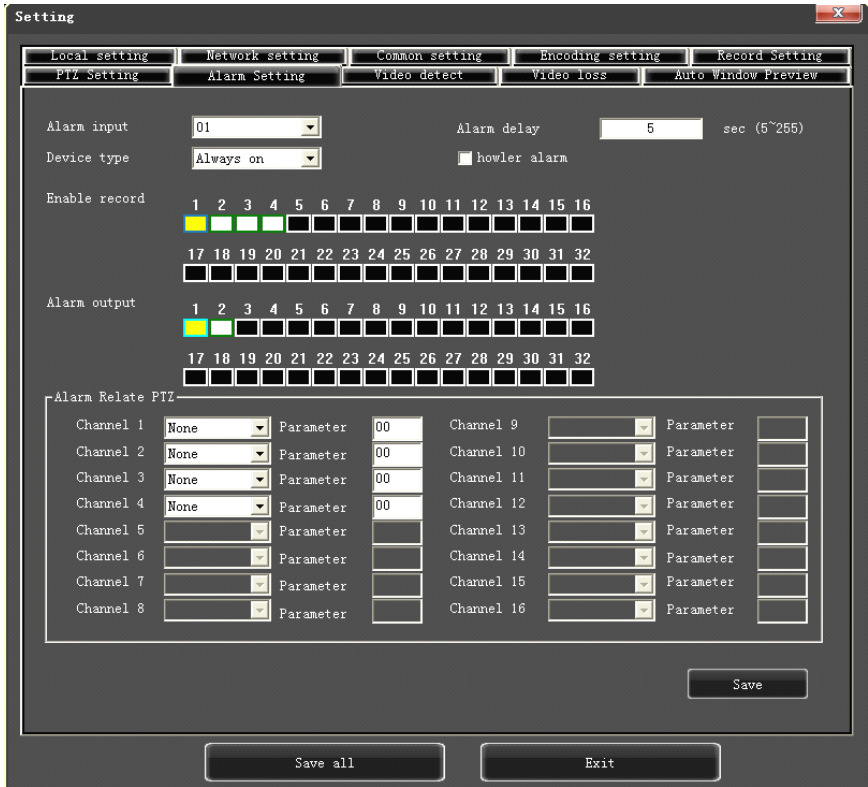 Setting
X
Local setting Network setting Common setting Encoding setting Record Setting
PTZ Setting Alarm Setting Video detect Video loss Auto Window Preview
Alarm input 01 Alarm delay 5 sec (5~255)
Device type Always on howler alarm
Enable record
1 2 3 4 5 6 7 8 9 10 11 12 13 14 15 16
17 18 19 20 21 22 23 24 25 26 27 28 29 30 31 32
Alarm output
1 2 3 4 5 6 7 8 9 10 11 12 13 14 15 16
17 18 19 20 21 22 23 24 25 26 27 28 29 30 31 32
Alarm Relate PTZ
Channel 1 None Parameter 00 Channel 9 Parameter
Channel 2 None Parameter 00 Channel 10 Parameter
Channel 3 None Parameter 00 Channel 11 Parameter
Channel 4 None Parameter 00 Channel 12 Parameter
Channel 5 Parameter Channel 13 Parameter
Channel 6 Parameter Channel 14 Parameter
Channel 7 Parameter Channel 15 Parameter
Channel 8 Parameter Channel 16 Parameter
Save
Save all Exit